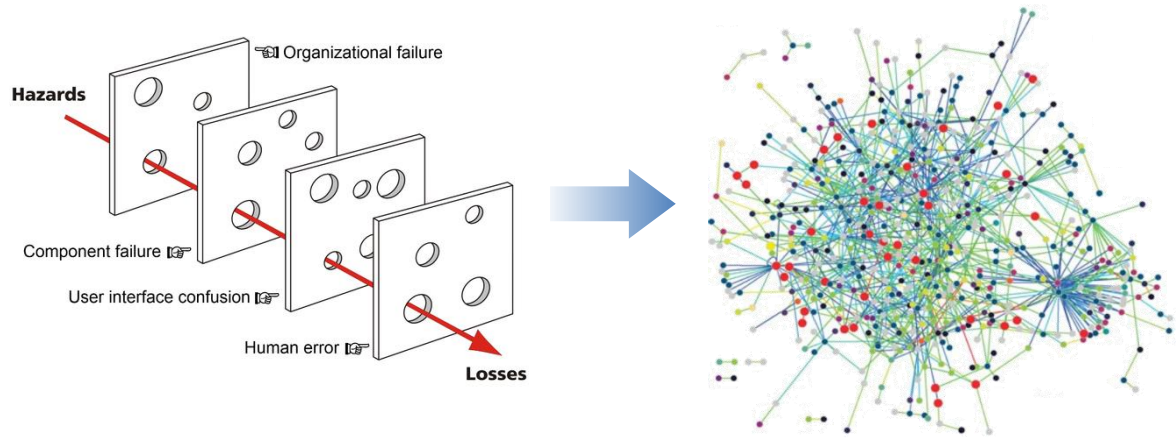 Organizational failure
Hazards
Component failure
User interface confusion
Human error
Losses